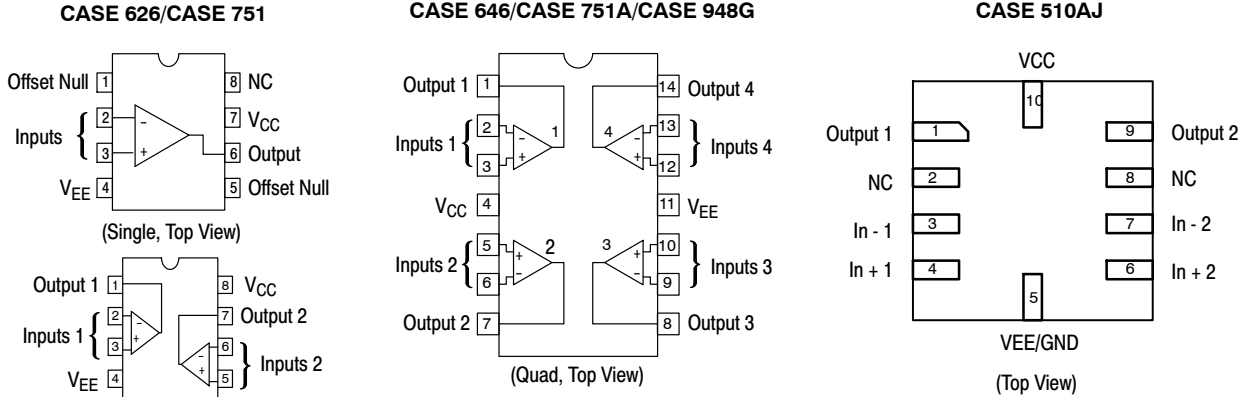 CASE 626/CASE 751
Offset Null 1
8 NC
Inputs
2
-
3
+
7 VCC
6 Output
VEE 4
5 Offset Null
(Single, Top View)
Output 1 1
8 VCC
Inputs 1
2
-
3
+
7 Output 2
6
-
5
+
Inputs 2
VEE 4
CASE 646/CASE 751A/CASE 948G
Output 1 1
14 Output 4
Inputs 1
2
-
3
+
1
4
-
13
+
12
Inputs 4
VCC 4
11 VEE
Inputs 2
5
+
6
-
2
3
+
10
-
9
Inputs 3
Output 2 7
8 Output 3
(Quad, Top View)
CASE 510AJ
VCC
10
Output 1 1
9 Output 2
NC 2
8 NC
In - 1 3
7 In - 2
In + 1 4
6 In + 2
5
VEE/GND
(Top View)